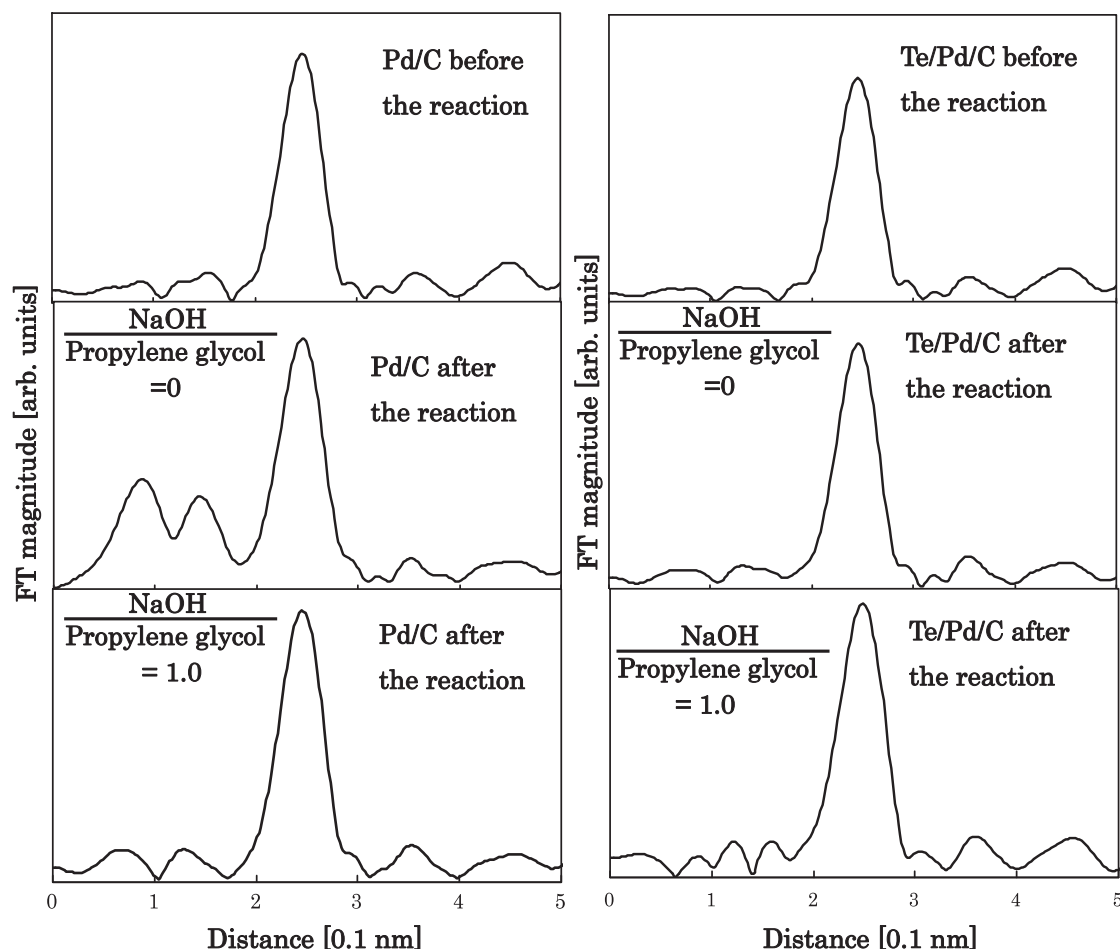 Pd/C before
the reaction
FT magnitude [arb. units]
NaOH
Propylene glycol
=0
Pd/C after
the reaction
NaOH
Propylene glycol
= 1.0
Pd/C after
the reaction
0 1 2 3 4 5
Distance [0.1 nm]
Te/Pd/C before
the reaction
FT magnitude [arb. units]
NaOH
Propylene glycol
=0
Te/Pd/C after
the reaction
NaOH
Propylene glycol
= 1.0
Te/Pd/C after
the reaction
0 1 2 3 4 5
Distance [0.1 nm]